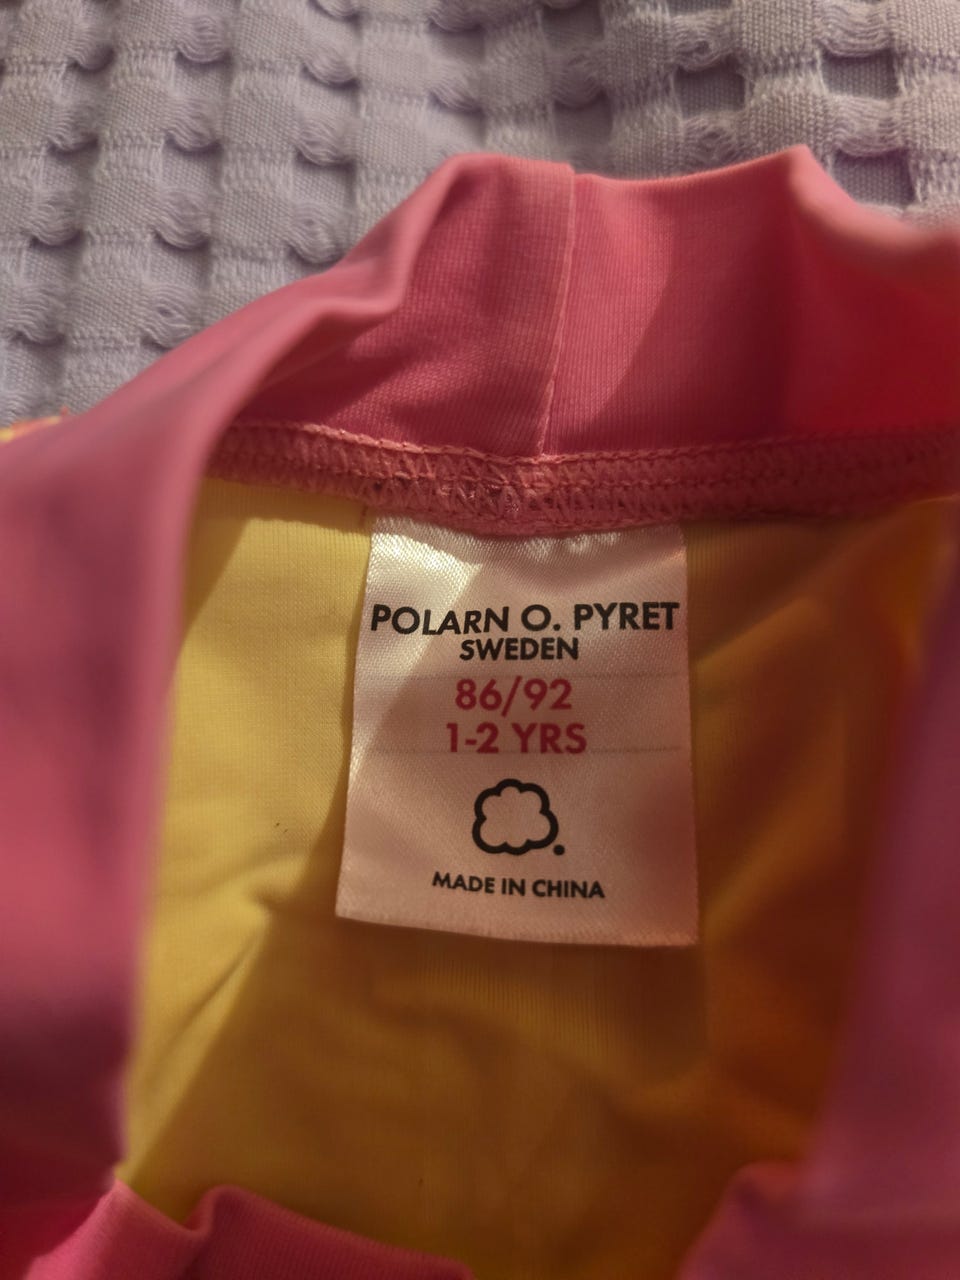 POLARN O. PYRET
SWEDEN
86/92
1-2 YRS
MADE IN CHINA